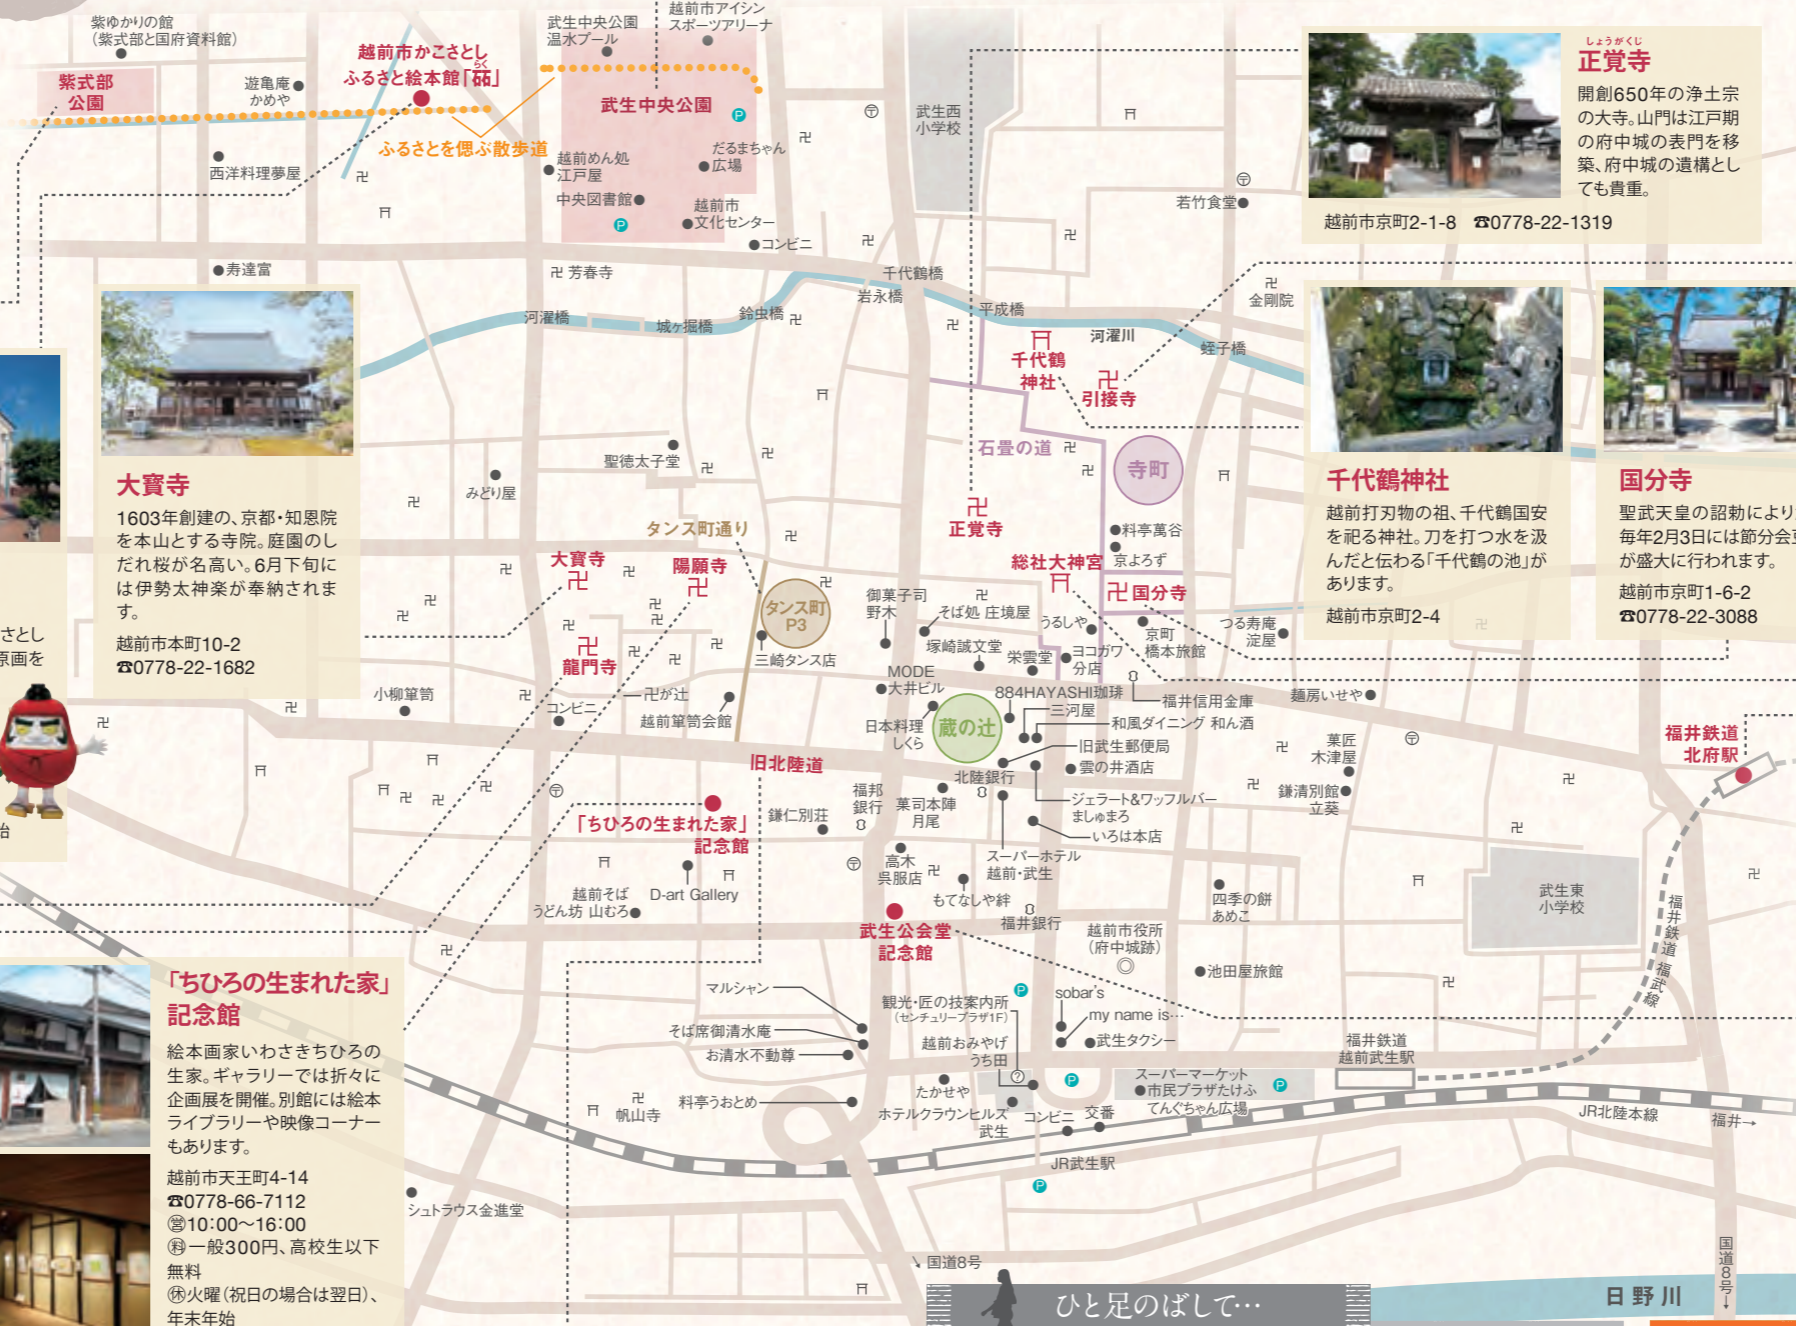 紫ゆかりの館
（紫式部と国府資料館）
紫式部
公園
遊亀庵
かめや
越前市かこさとし
ふるさと絵本館「砳」
らく
西洋料理夢屋
ふるさとを偲ぶ散歩道
武生中央公園
温水プール
越前市アイシン
スポーツアリーナ
武生中央公園
だるまちゃん
広場
越前めん処
江戸屋
中央図書館
越前市
文化センター
コンビニ
武生西
小学校
若竹食堂
しょうがくじ
正覚寺
開創650年の浄土宗
の大寺。山門は江戸期
の府中城の表門を移
築、府中城の遺構とし
ても貴重。
越前市京町2-1-8 ☎0778-22-1319
寿達富
芳春寺
河濯橋
城ヶ掘橋
鈴虫橋
岩永橋
千代鶴橋
平成橋
河濯川
蛭子橋
金剛院
千代鶴
神社
引接寺
石畳の道
寺町
大寳寺
1603年創建の、京都・知恩院
を本山とする寺院。庭園のし
だれ桜が名高い。6月下旬に
は伊勢太神楽が奉納されま
す。
越前市本町10-2
☎0778-22-1682
千代鶴神社
越前打刃物の祖、千代鶴国安
を祀る神社。刀を打つ水を汲
んだと伝わる「千代鶴の池」が
あります。
越前市京町2-4
国分寺
聖武天皇の詔勅により
毎年2月3日には節分会
が盛大に行われます。
越前市京町1-6-2
☎0778-22-3088
さとし
原画を
始
聖徳太子堂
みどり屋
タンス町通り
大寳寺
陽願寺
龍門寺
タンス町
P3
三崎タンス店
卍が辻
越前箪笥会館
コンビニ
小柳箪笥
正覚寺
料亭萬谷
京よろず
総社大神宮
国分寺
御菓子司
野木
そば処 庄境屋
うるしや
京町
橋本旅館
つる寿庵
淀屋
塚崎誠文堂
栄雲堂
ヨコガワ
分店
MODE
大井ビル
884HAYASHI珈琲
三河屋
福井信用金庫
麺房いせや
日本料理
しくら
蔵の辻
和風ダイニング 和ん酒
旧武生郵便局
雲の井酒店
北陸銀行
菓匠
木津屋
鎌清別館
立葵
福井鉄道
北府駅
旧北陸道
「ちひろの生まれた家」
記念館
鎌仁別荘
福邦
銀行
菓司本陣
月尾
ジェラート&ワッフルバー
ましゅまろ
いろは本店
スーパーホテル
越前・武生
高木
呉服店
もてなしや絆
福井銀行
四季の餅
あめこ
武生東
小学校
越前そば
うどん坊 山むろ
D-art Gallery
武生公会堂
記念館
越前市役所
（府中城跡）
池田屋旅館
福井鉄道 福武線
マルシャン
そば席御清水庵
お清水不動尊
料亭うおとめ
帆山寺
観光・匠の技案内所
（センチュリープラザ1F）
sobar's
my name is…
武生タクシー
越前おみやげ
うち田
たかせや
ホテルクラウンヒルズ
武生
コンビニ
交番
スーパーマーケット
市民プラザたけふ
てんぐちゃん広場
福井鉄道
越前武生駅
JR北陸本線
福井→
JR武生駅
「ちひろの生まれた家」
記念館
絵本画家いわさきちひろの
生家。ギャラリーでは折々に
企画展を開催。別館には絵本
ライブラリーや映像コーナー
もあります。
越前市天王町4-14
☎0778-66-7112
㊂10：00〜16：00
一般300円、高校生以下
無料
火曜（祝日の場合は翌日）、
年末年始
シュトラウス金進堂
↘国道8号
ひと足のばして…
国道8号→
日野川